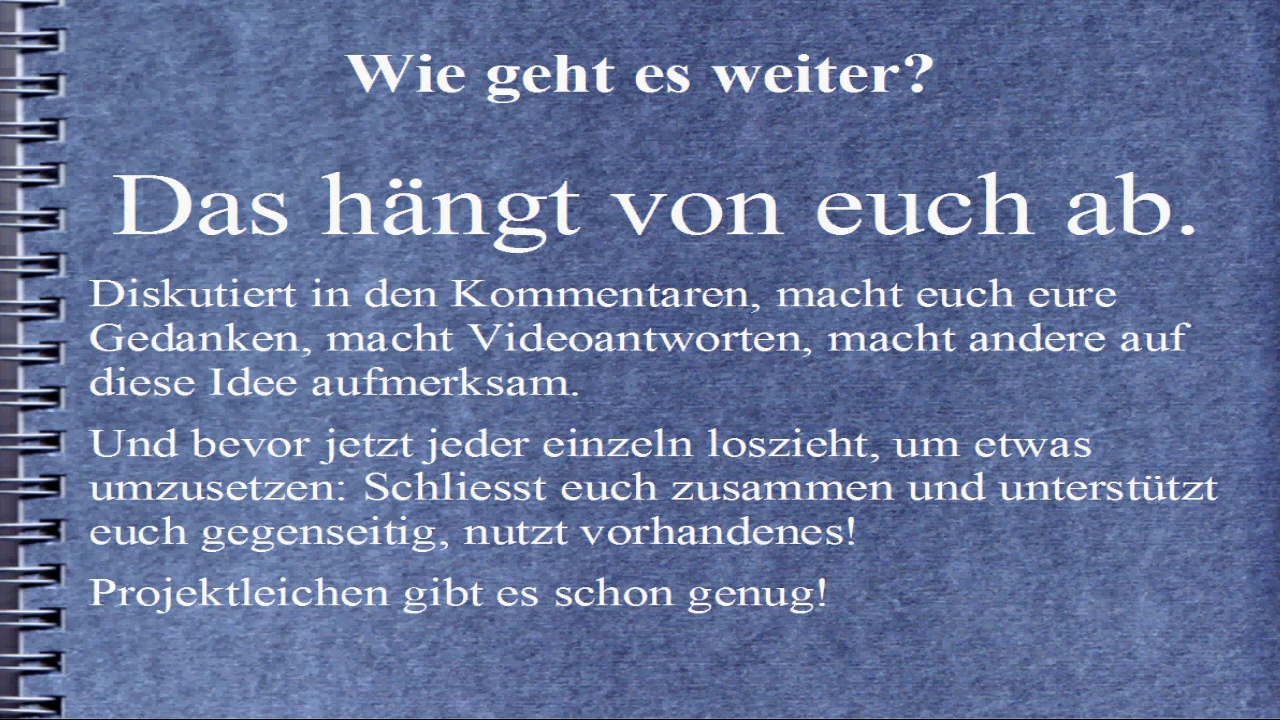 Wie geht es weiter?
Das hängt von euch ab.
Diskutiert in den Kommentaren, macht euch eure
Gedanken, macht Videoantworten, macht andere auf
diese Idee aufmerksam.
Und bevor jetzt jeder einzeln loszieht, um etwas
umzusetzen: Schliesst euch zusammen und unterstützt
euch gegenseitig, nutzt vorhandenes!
Projektleichen gibt es schon genug!